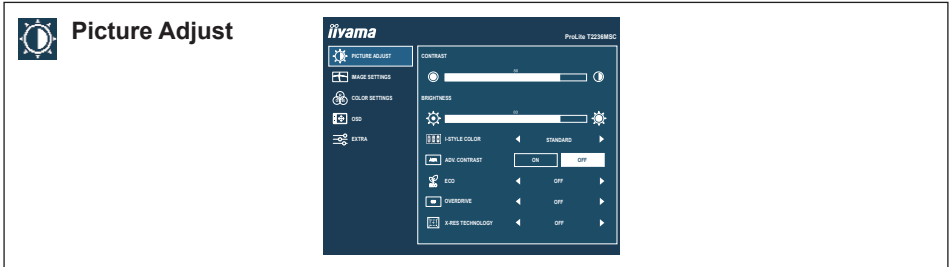 Picture Adjust
iiyama
ProLite T2236MSC
PICTURE ADJUST
IMAGE SETTINGS
COLOR SETTINGS
OSD
EXTRA
CONTRAST
BRIGHTNESS
I-STYLE COLOR STANDARD
ADV. CONTRAST ON OFF
ECO OFF
OVERDRIVE OFF
X-RES TECHNOLOGY OFF